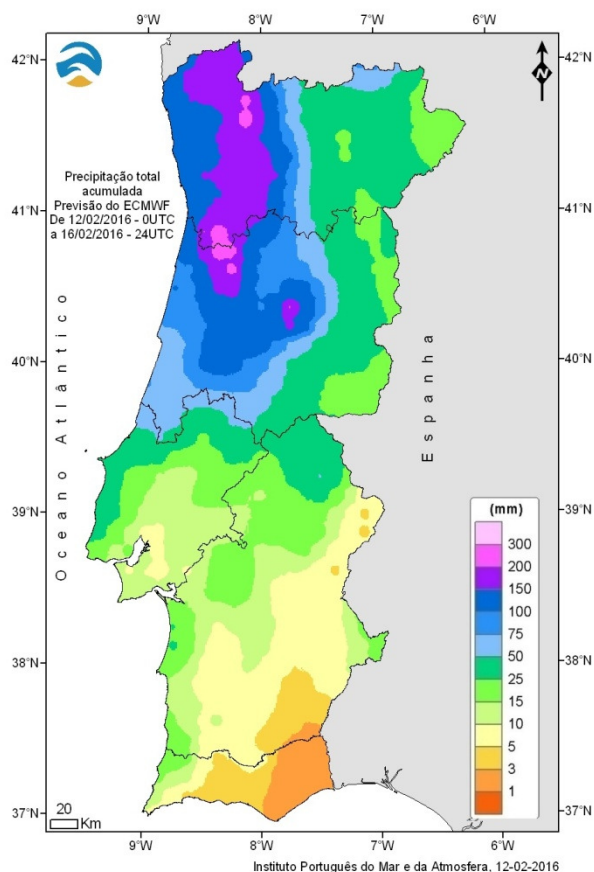 9°W
8°W
7°W
6°W
42°N
42°N
N
Precipitação total
acumulada
Previsão do ECMWF
De 12/02/2016 - 0UTC
a 16/02/2016 - 24UTC
41°N
41°N
Oceano Atlântico
Espanha
40°N
40°N
39°N
39°N
(mm)
300
200
150
100
75
50
25
15
10
5
3
1
38°N
38°N
37°N
37°N
20
Km
9°W
8°W
7°W
6°W
Instituto Português do Mar e da Atmosfera, 12-02-2016